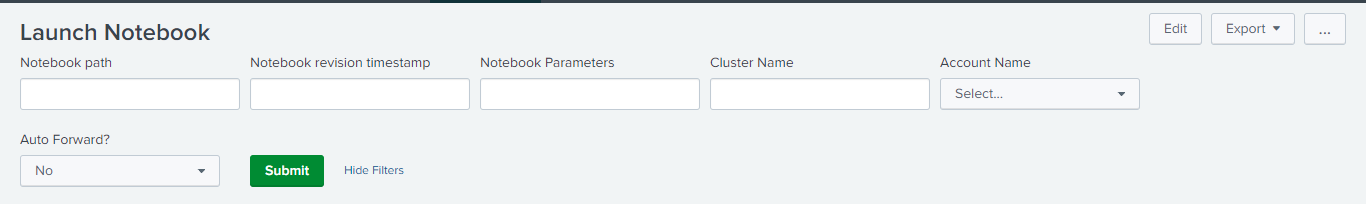 Launch Notebook
Edit
Export
...
Notebook path
Notebook revision timestamp
Notebook Parameters
Cluster Name
Account Name
Select...
Auto Forward?
No
Submit
Hide Filters